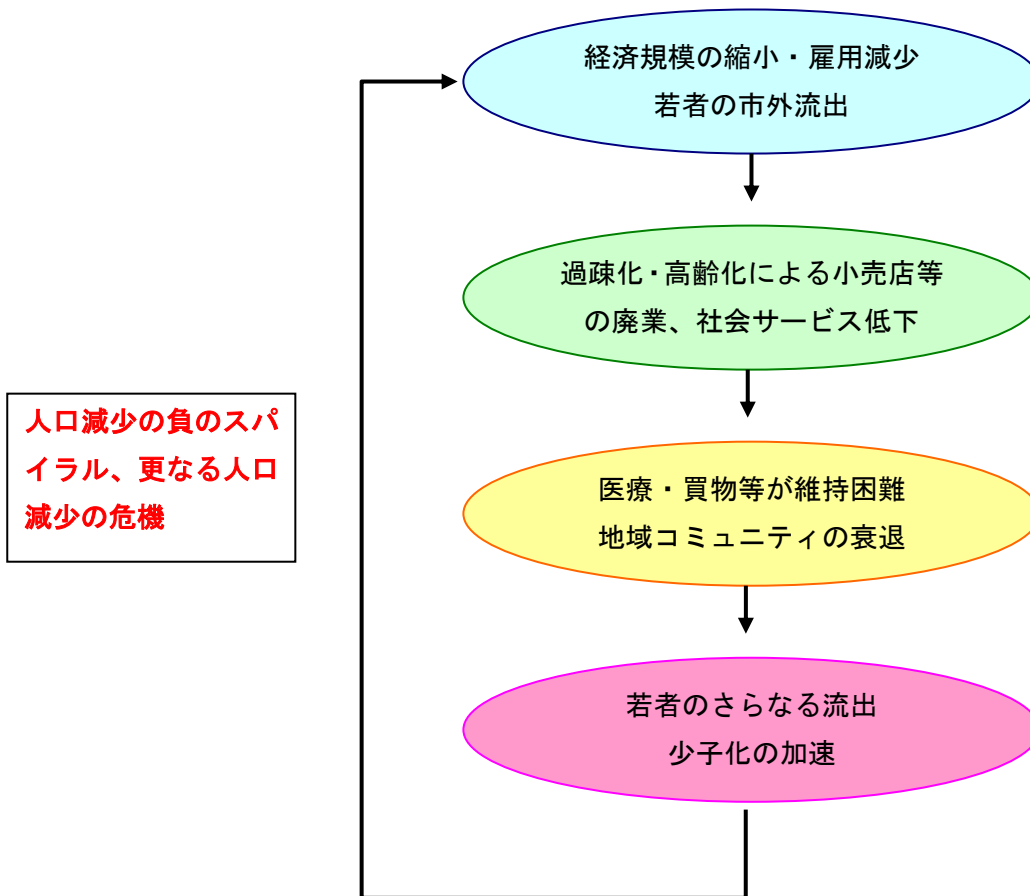 経済規模の縮小・雇用減少
若者の市外流出
過疎化・高齢化による小売店等
の廃業、社会サービス低下
人口減少の負のスパ
イラル、更なる人口
減少の危機
医療・買物等が維持困難
地域コミュニティの衰退
若者のさらなる流出
少子化の加速